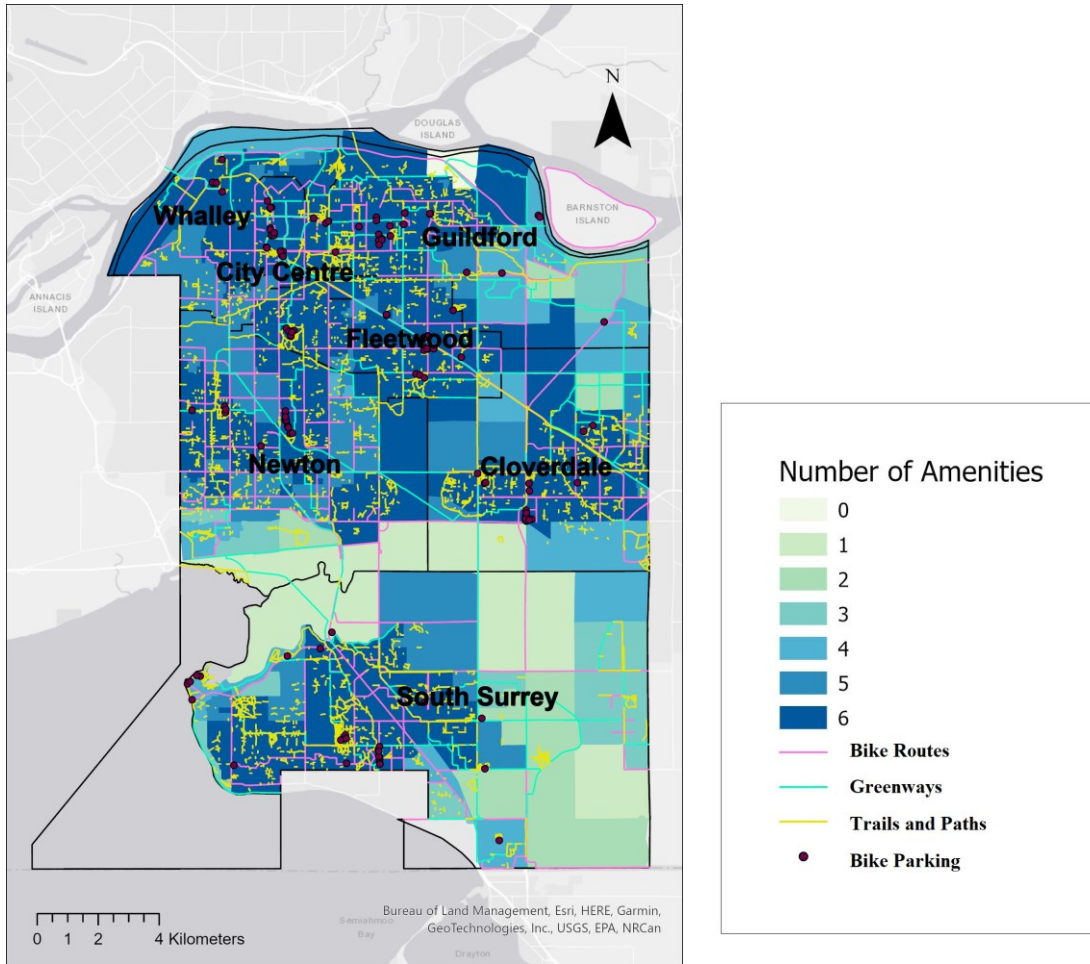 N
DOUGLAS
ISLAND
BARNSTON
ISLAND
Whalley
Guildford
City Centre
ANNACIS
ISLAND
Fleetwood
Newton
Cloverdale
South Surrey
0 1 2 4 Kilometers
Semiahmoo
Bay
Drayton
Bureau of Land Management, Esri, HERE, Garmin,
GeoTechnologies, Inc., USGS, EPA, NRCan
Number of Amenities
0
1
2
3
4
5
6
Bike Routes
Greenways
Trails and Paths
Bike Parking